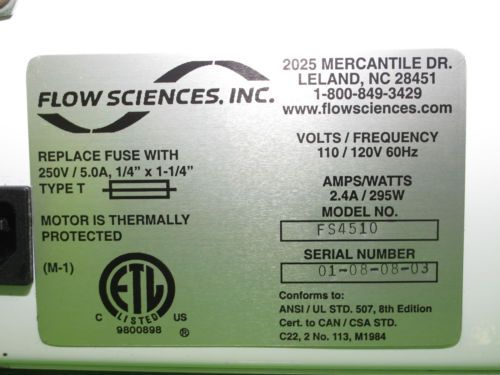 FLOW SCIENCES, INC.
2025 MERCANTILE DR.
LELAND, NC 28451
1-800-849-3429
www.flowsciences.com
REPLACE FUSE WITH
250V / 5.0A, 1/4" x 1-1/4"
TYPE T
MOTOR IS THERMALLY
PROTECTED
(M-1)
ETL
LISTED
C US
9800898 ®
VOLTS / FREQUENCY
110 / 120V 60Hz
AMPS/WATTS
2.4A / 295W
MODEL NO.
FS4510
SERIAL NUMBER
01-08-08-03
Conforms to:
ANSI / UL STD. 507, 8th Edition
Cert. to CAN / CSA STD.
C22, 2 No. 113, M1984